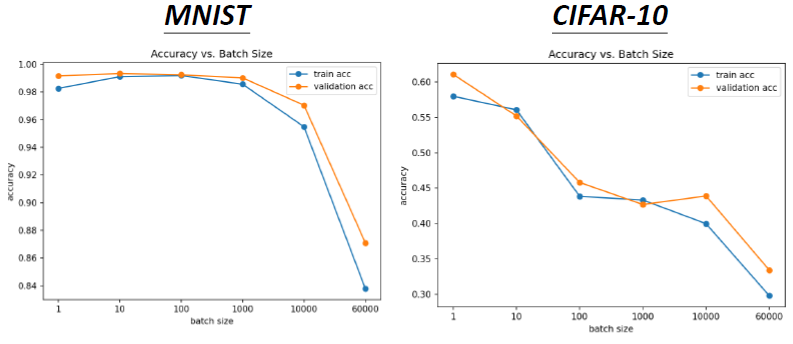 MNIST
Accuracy vs. Batch Size
train acc
validation acc
1.00
0.98
0.96
0.94
0.92
0.90
0.88
0.86
0.84
accuracy
1 10 100 1000 10000 60000
batch size
CIFAR-10
Accuracy vs. Batch Size
train acc
validation acc
0.60
0.55
0.50
0.45
0.40
0.35
0.30
accuracy
1 10 100 1000 10000 60000
batch size